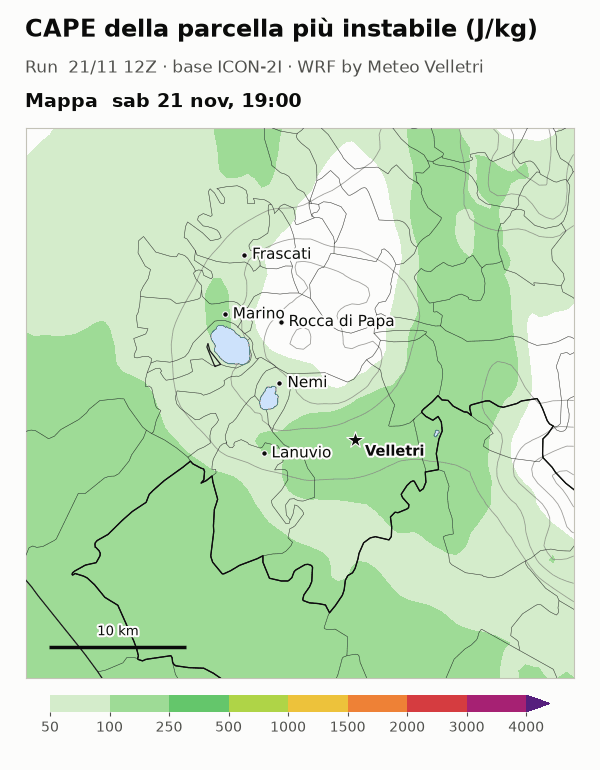 CAPE della parcella più instabile (J/kg)
Run  21/11 12Z · base ICON-2I · WRF by Meteo Velletri
Mappa  sab 21 nov, 19:00
Frascati
Marino
Rocca di Papa
Nemi
Velletri
Lanuvio
10 km
50 100 250 500 1000 1500 2000 3000 4000